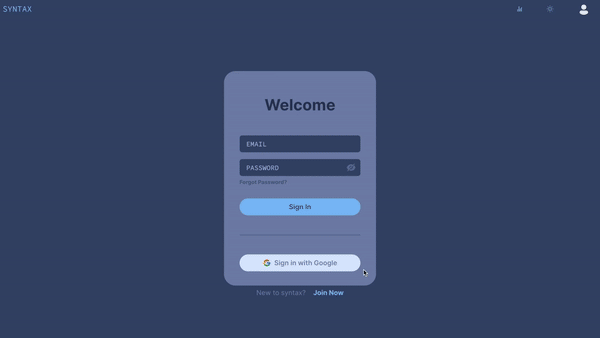 SYNTAX
Welcome
EMAIL
PASSWORD
Forgot Password?
Sign In
Sign in with Google
New to syntax? Join Now